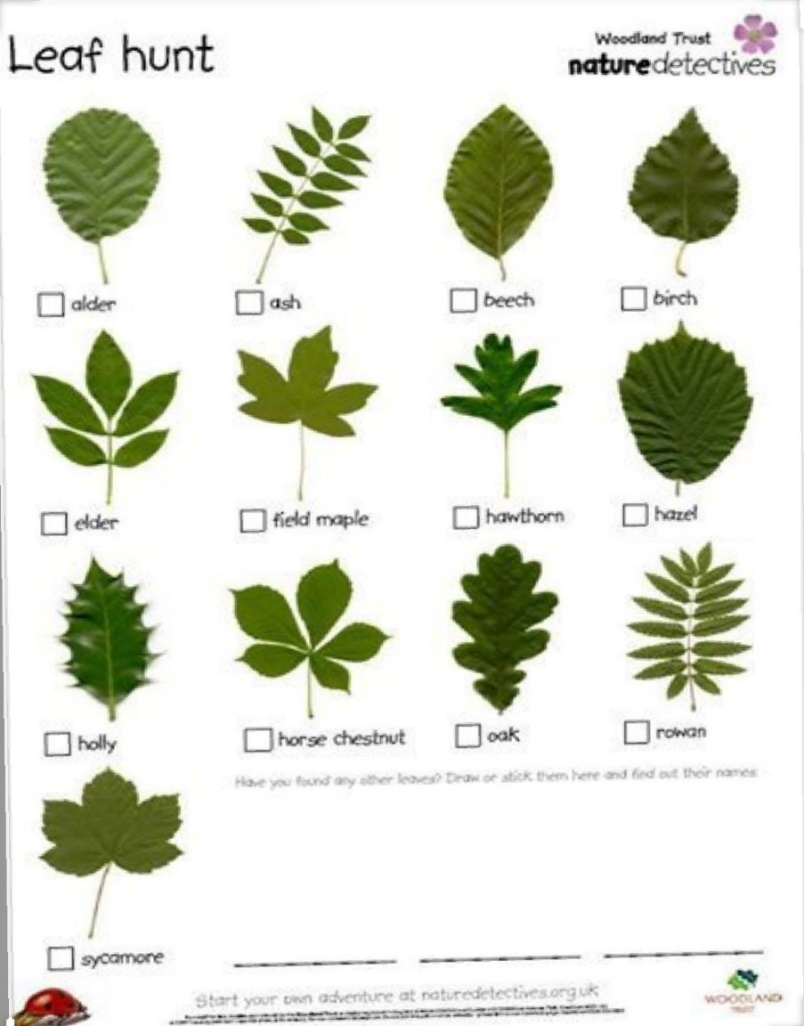 Leaf hunt
Woodland Trust
naturedetectives
alder ash beech birch
elder field maple hawthorn hazel
holly horse chestnut oak rowan
Have you found any other leaves? Draw or stick them here and find out their names
sycamore
Start your own adventure at naturedetectives.org.uk
WOODLAND
TRUST